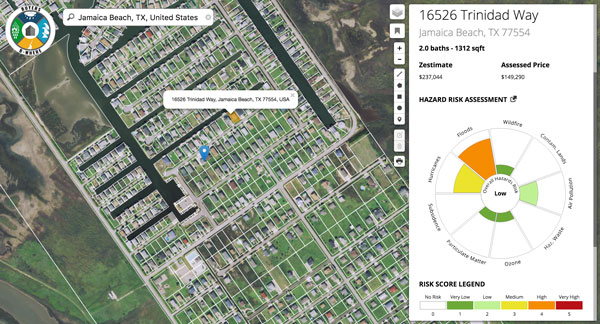 BUYERS
B-WHERE
Jamaica Beach, TX, United States
16526 Trinidad Way, Jamaica Beach, TX 77554, USA
16526 Trinidad Way
Jamaica Beach, TX 77554
2.0 baths - 1312 sqft
Zestimate
Assessed Price
$237,044
$149,290
HAZARD RISK ASSESSMENT
Wildfire
Contam. Lands
Air Pollution
Haz. Waste
Ozone
Particulate Matter
Subsidence
Hurricanes
Floods
Overall Hazards Risk
Low
RISK SCORE LEGEND
No Risk
Very Low
Low
Medium
High
Very High
0
1
2
3
4
5